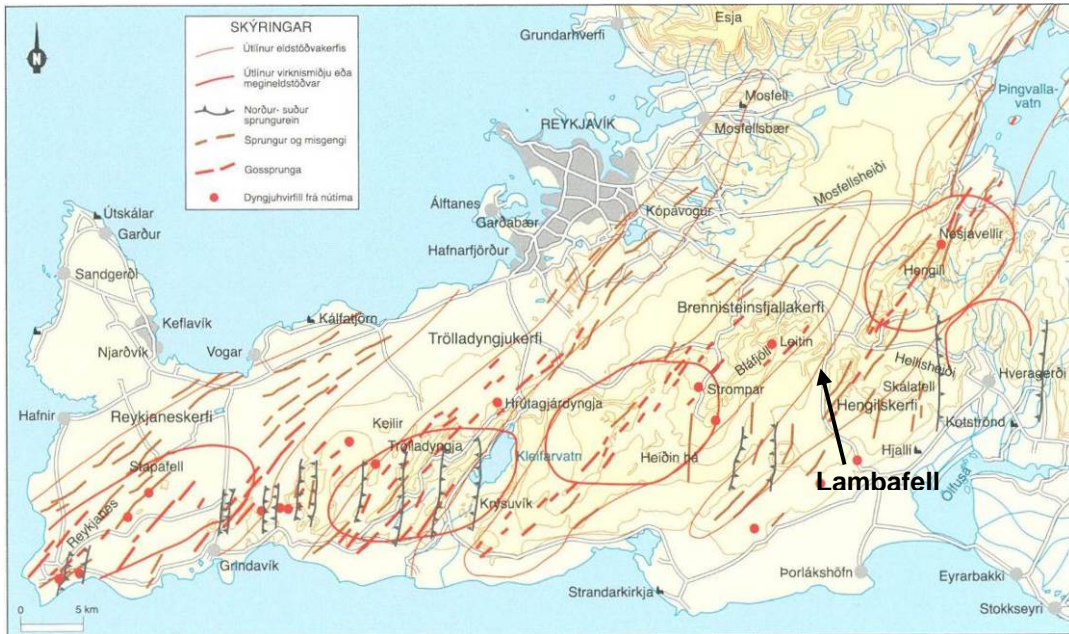 SKÝRINGAR
Útlínur eldstöðvakerfis
Útlínur virknismiðju eða
megineldstöðvar
Norður- suður
sprungurein
Sprungur og misgengi
Gossprunga
Dyngjuhvirfill frá nútíma
N
Esja
Grundarhverfi
Þingvalla-
vatn
Mosfell
REYKJAVÍK
Mosfellsbær
Mosfellsheiði
Álftanes
Garðabær
Kópavogur
Hafnarfjörður
Útskálar
Garður
Sandgerði
Nesjavellir
Hengill
Keflavík
Kálfatjörn
Brennisteinsfjallakerfi
Njarðvík
Vogar
Trölladyngjukerfi
Leitin
Bláfjöll
Hellisheiði
Hveragerði
Strompar
Skálafell
Hafnir
Reykjaneskerfi
Hrútagjárdyngja
Hengilskerfi
Kotströnd
Keilir
Trölladyngja
Stapafell
Kleifarvatn
Heiðin há
Hjalli
Lambafell
Ölfusá
Krýsuvík
Reykjanes
Grindavík
Þorlákshöfn
Eyrarbakki
Strandarkirkja
Stokkseyri
0 5 km